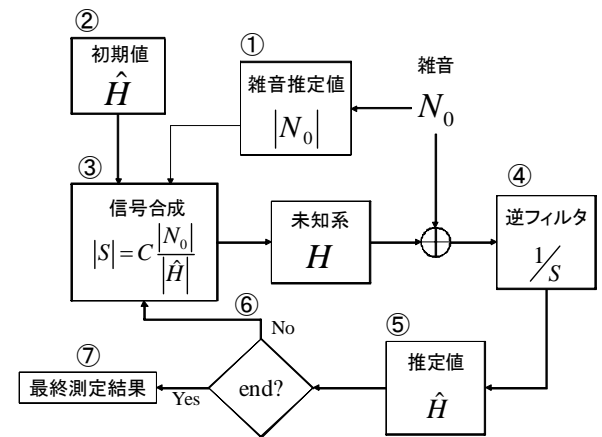 ②
初期値
Ĥ
①
雑音推定値
|N₀|
雑音
N₀
③
信号合成
|S| = C |N₀| / |Ĥ|
未知系
H
④
逆フィルタ
1/S
⑤
推定値
Ĥ
⑥
No
end?
Yes
⑦
最終測定結果